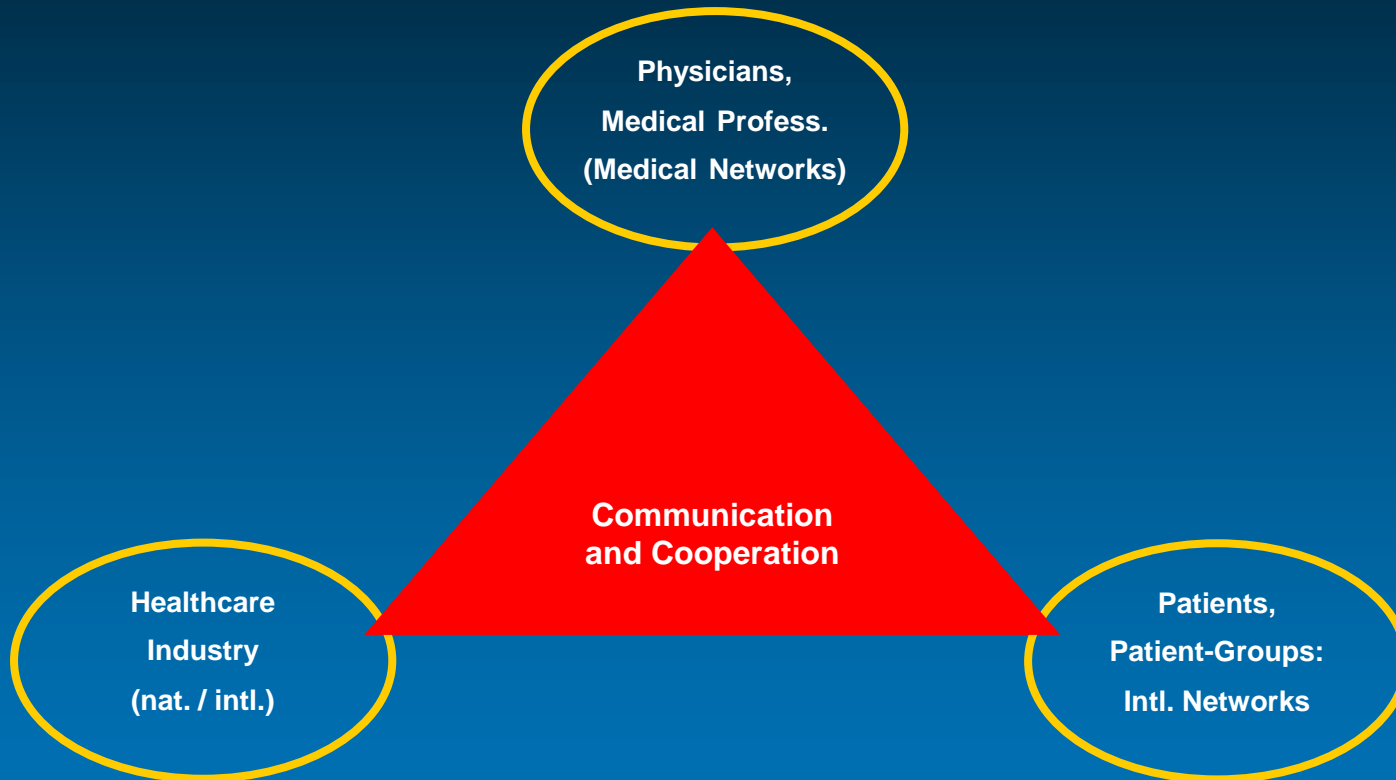 Physicians,
Medical Profess.
(Medical Networks)
Communication
and Cooperation
Healthcare
Industry
(nat. / intl.)
Patients,
Patient-Groups:
Intl. Networks